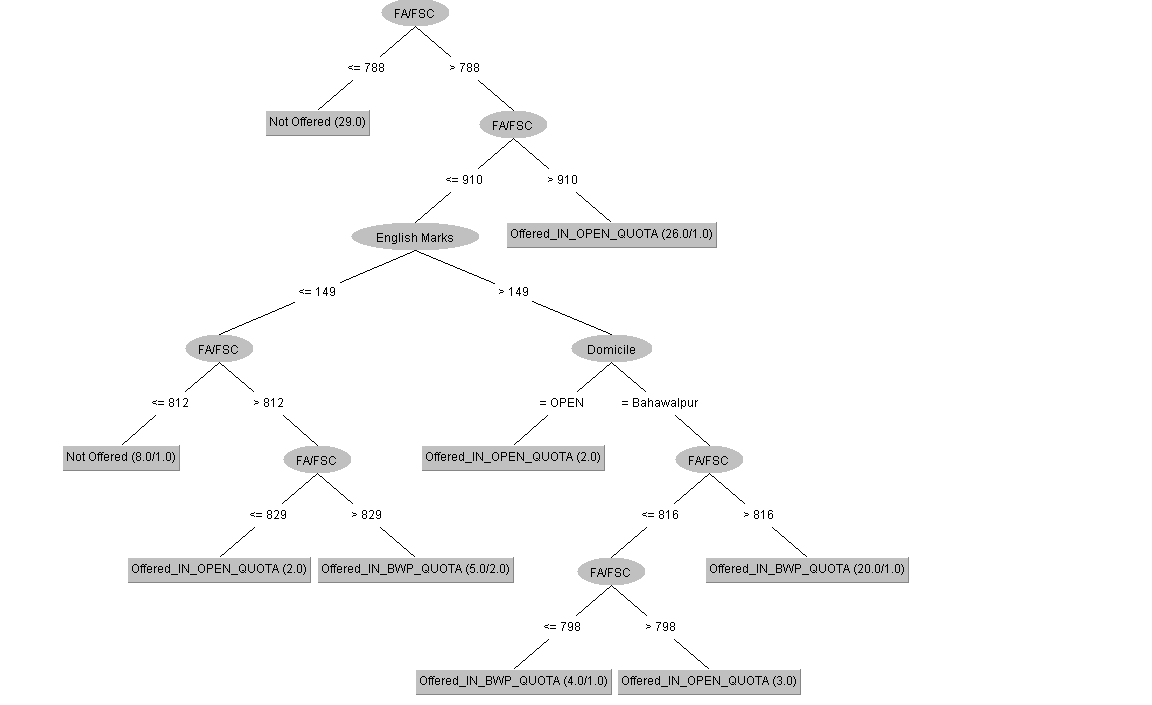 FA/FSC
<= 788
> 788
Not Offered (29.0)
FA/FSC
<= 910
> 910
English Marks
Offered_IN_OPEN_QUOTA (26.0/1.0)
<= 149
> 149
FA/FSC
Domicile
<= 812
> 812
= OPEN
= Bahawalpur
Not Offered (8.0/1.0)
FA/FSC
Offered_IN_OPEN_QUOTA (2.0)
FA/FSC
<= 829
> 829
<= 816
> 816
Offered_IN_OPEN_QUOTA (2.0)
Offered_IN_BWP_QUOTA (5.0/2.0)
FA/FSC
Offered_IN_BWP_QUOTA (20.0/1.0)
<= 798
> 798
Offered_IN_BWP_QUOTA (4.0/1.0)
Offered_IN_OPEN_QUOTA (3.0)